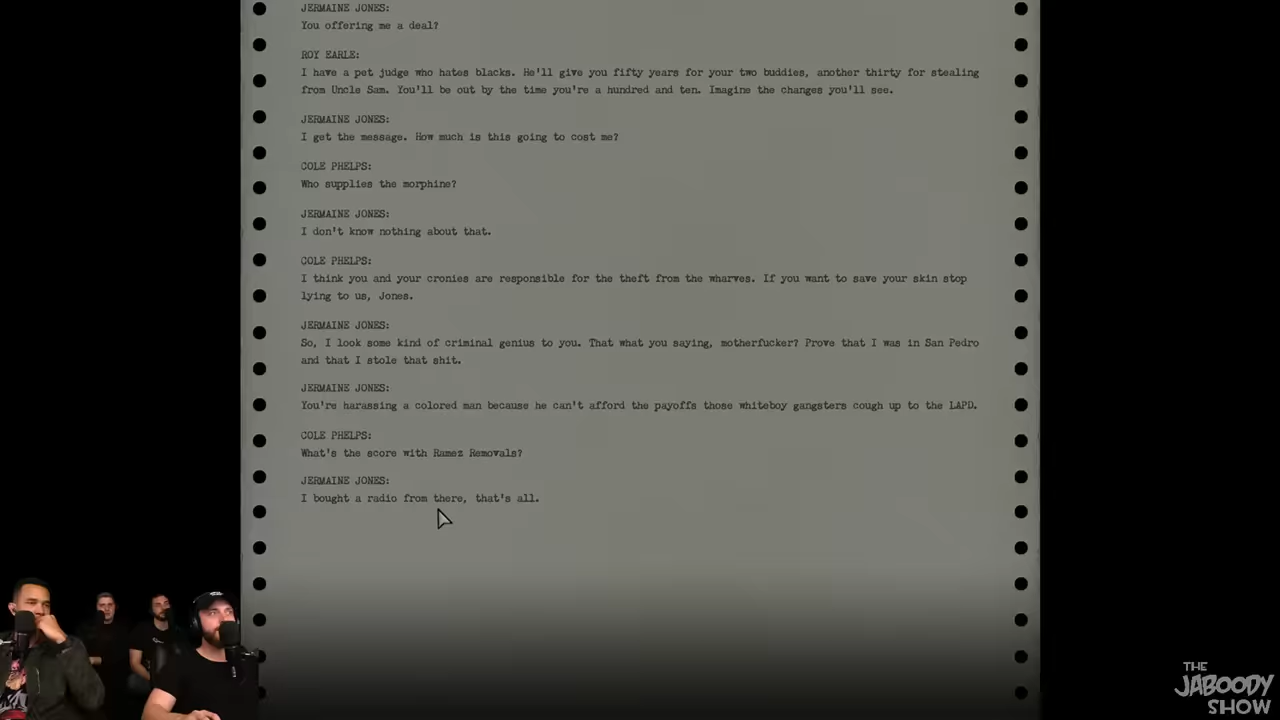 JERMAINE JONES:
You offering me a deal?
ROY EARLE:
I have a pet judge who hates blacks. He'll give you fifty years for your two buddies, another thirty for stealing
from Uncle Sam. You'll be out by the time you're a hundred and ten. Imagine the changes you'll see.
JERMAINE JONES:
I get the message. How much is this going to cost me?
COLE PHELPS:
Who supplies the morphine?
JERMAINE JONES:
I don't know nothing about that.
COLE PHELPS:
I think you and your cronies are responsible for the theft from the wharves. If you want to save your skin stop
lying to us, Jones.
JERMAINE JONES:
So, I look some kind of criminal genius to you. That what you saying, motherfucker? Prove that I was in San Pedro
and that I stole that shit.
JERMAINE JONES:
You're harassing a colored man because he can't afford the payoffs those whiteboy gangsters cough up to the LAPD.
COLE PHELPS:
What's the score with Ramez Removals?
JERMAINE JONES:
I bought a radio from there, that's all.
THE
JABOODY
SHOW